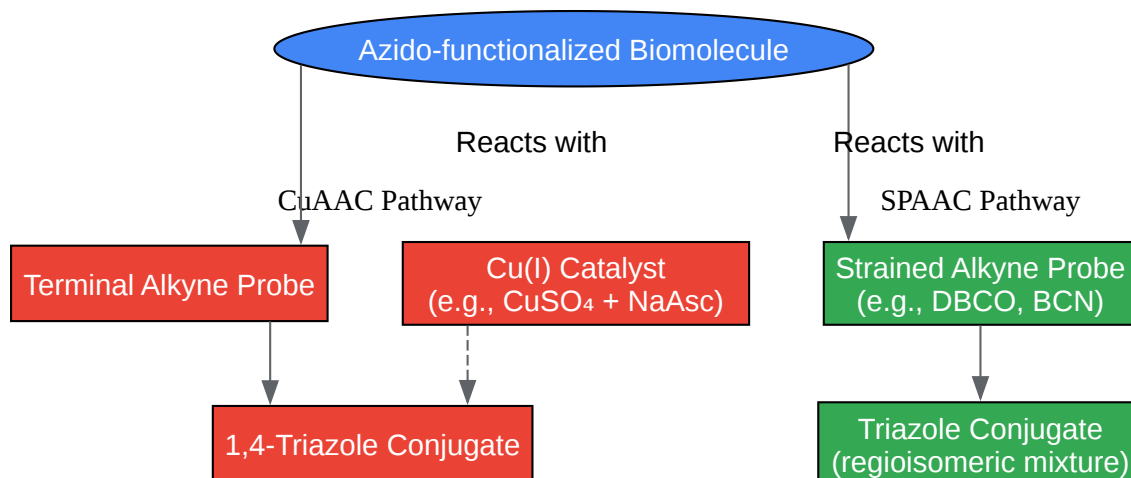 Azido-functionalized Biomolecule
Reacts with
Reacts with
CuAAC Pathway
SPAAC Pathway
Terminal Alkyne Probe
Cu(I) Catalyst
(e.g., CuSO₄ + NaAsc)
Strained Alkyne Probe
(e.g., DBCO, BCN)
1,4-Triazole Conjugate
Triazole Conjugate
(regioisomeric mixture)